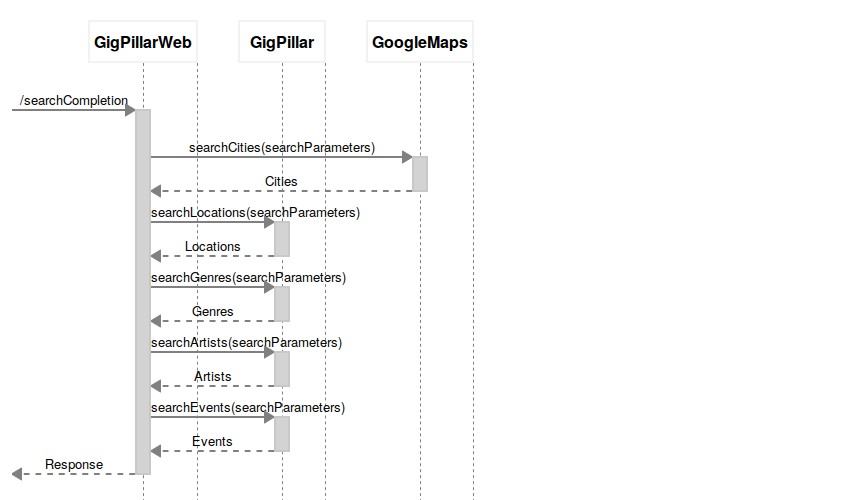 GigPillarWeb
GigPillar
GoogleMaps
/searchCompletion
searchCities(searchParameters)
Cities
searchLocations(searchParameters)
Locations
searchGenres(searchParameters)
Genres
searchArtists(searchParameters)
Artists
searchEvents(searchParameters)
Events
Response